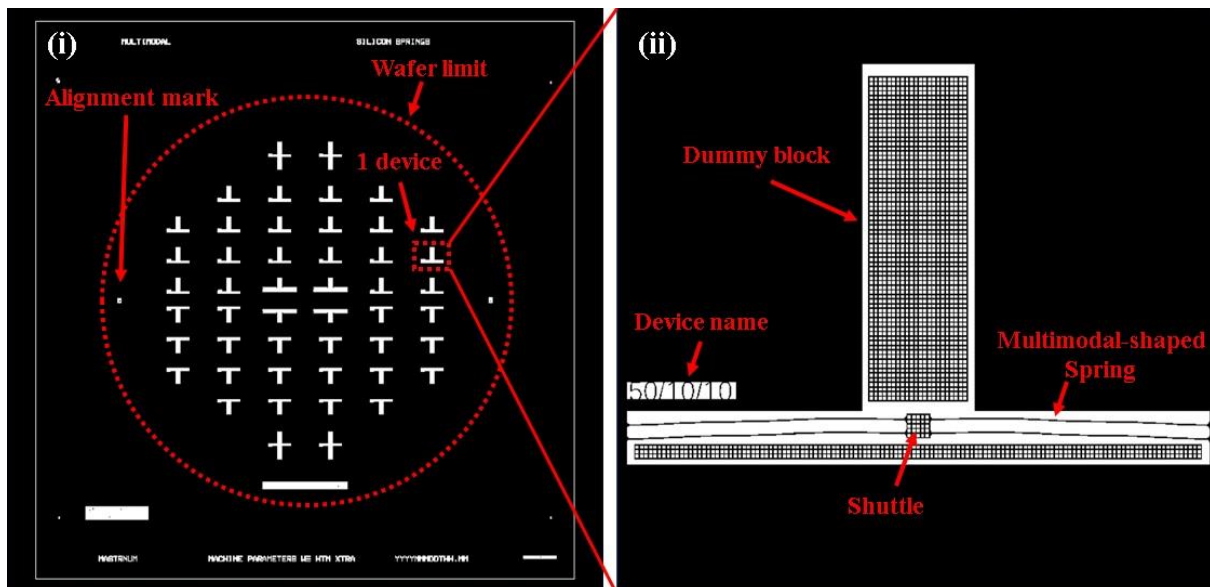 (i)
MULTIMODAL
SILICON SPRINGS
Wafer limit
Alignment mark
1 device
MASTRNUM
MACHINE PARAMETERS WE WTM XTRA
YYYYMMDDTHH.MM
(ii)
Dummy block
Device name
50/10/10
Multimodal-shaped
Spring
Shuttle